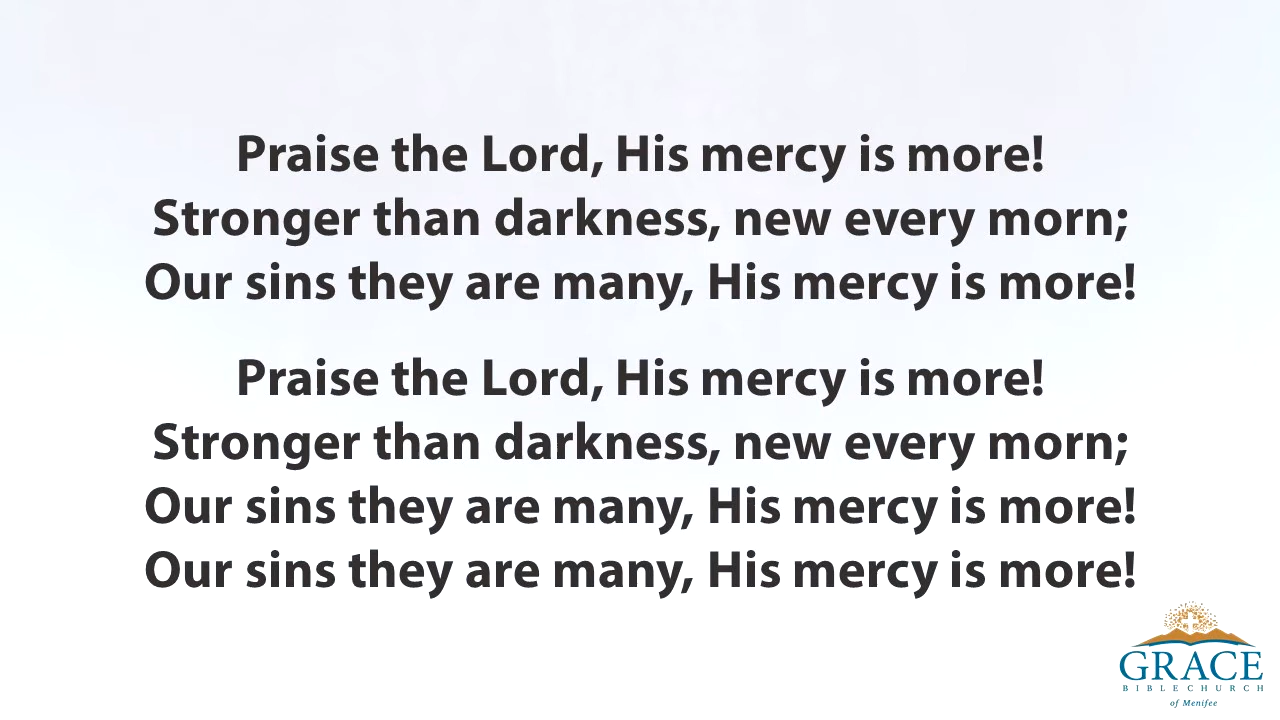 Praise the Lord, His mercy is more!
Stronger than darkness, new every morn;
Our sins they are many, His mercy is more!
Praise the Lord, His mercy is more!
Stronger than darkness, new every morn;
Our sins they are many, His mercy is more!
Our sins they are many, His mercy is more!
GRACE
BIBLE CHURCH
of Menifee